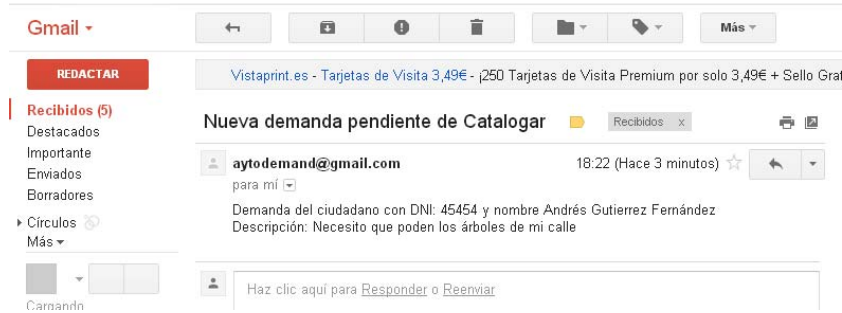 Gmail
Más
REDACTAR
Vistaprint.es - Tarjetas de Visita 3,49€ - ¡250 Tarjetas de Visita Premium por solo 3,49€ + Sello Grat
Recibidos (5)
Destacados
Importante
Enviados
Borradores
Círculos
Más
Nueva demanda pendiente de Catalogar
Recibidos x
aytodemand@gmail.com
18:22 (Hace 3 minutos)
para mí
Demanda del ciudadano con DNI: 45454 y nombre Andrés Gutierrez Fernández
Descripción: Necesito que poden los árboles de mi calle
Haz clic aquí para Responder o Reenviar
Cargando